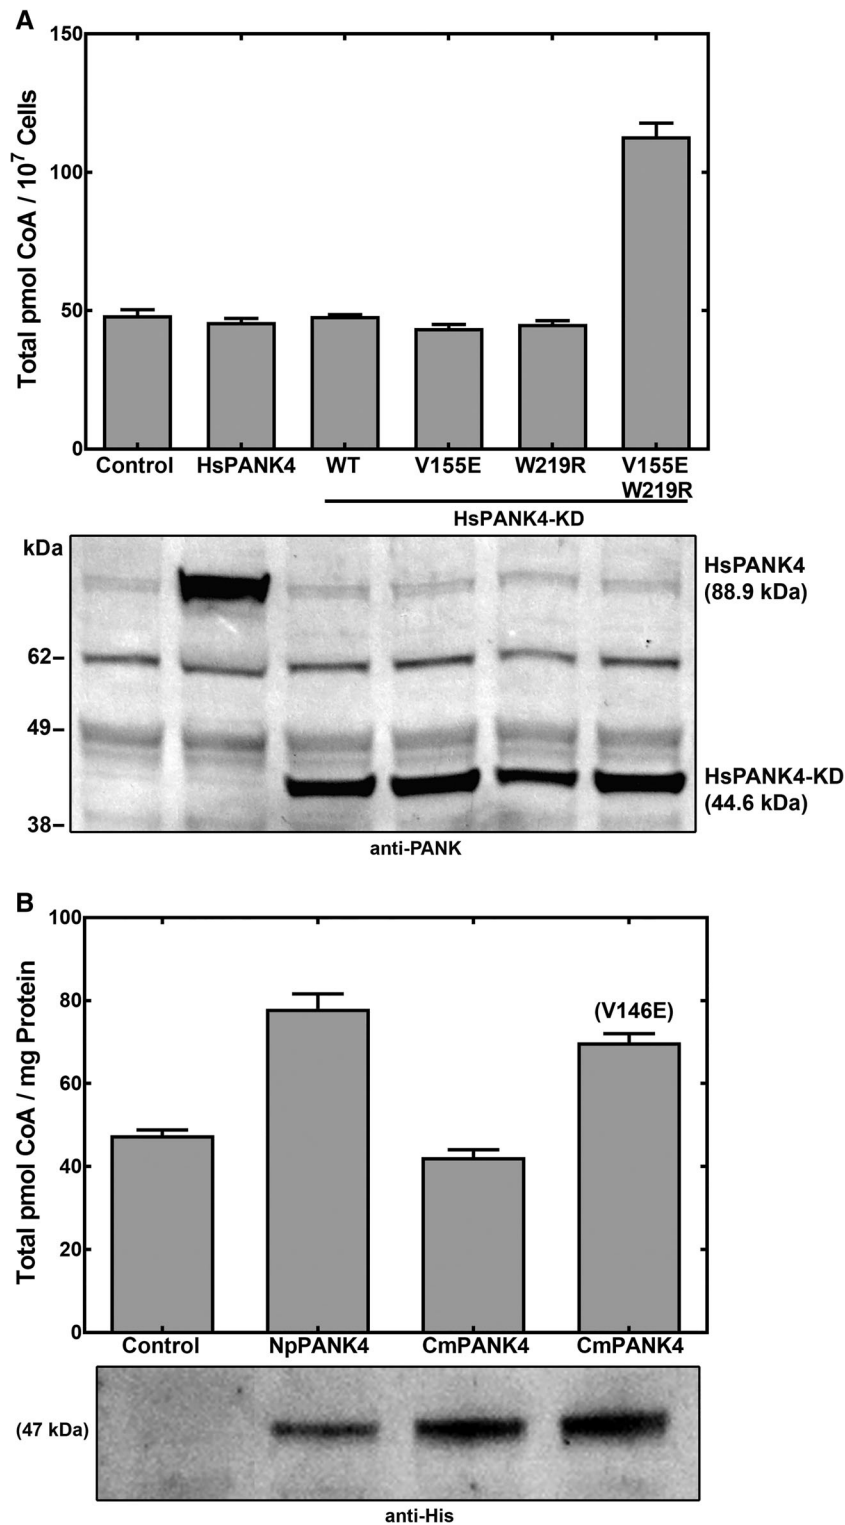 A
150
100
50
0
Total pmol CoA / 10⁷ Cells
Control HsPANK4 WT V155E W219R V155E
W219R
HsPANK4-KD
kDa
62–
49–
38–
HsPANK4
(88.9 kDa)
HsPANK4-KD
(44.6 kDa)
anti-PANK
B
100
80
60
40
20
0
Total pmol CoA / mg Protein
(V146E)
Control NpPANK4 CmPANK4 CmPANK4
(47 kDa)
anti-His